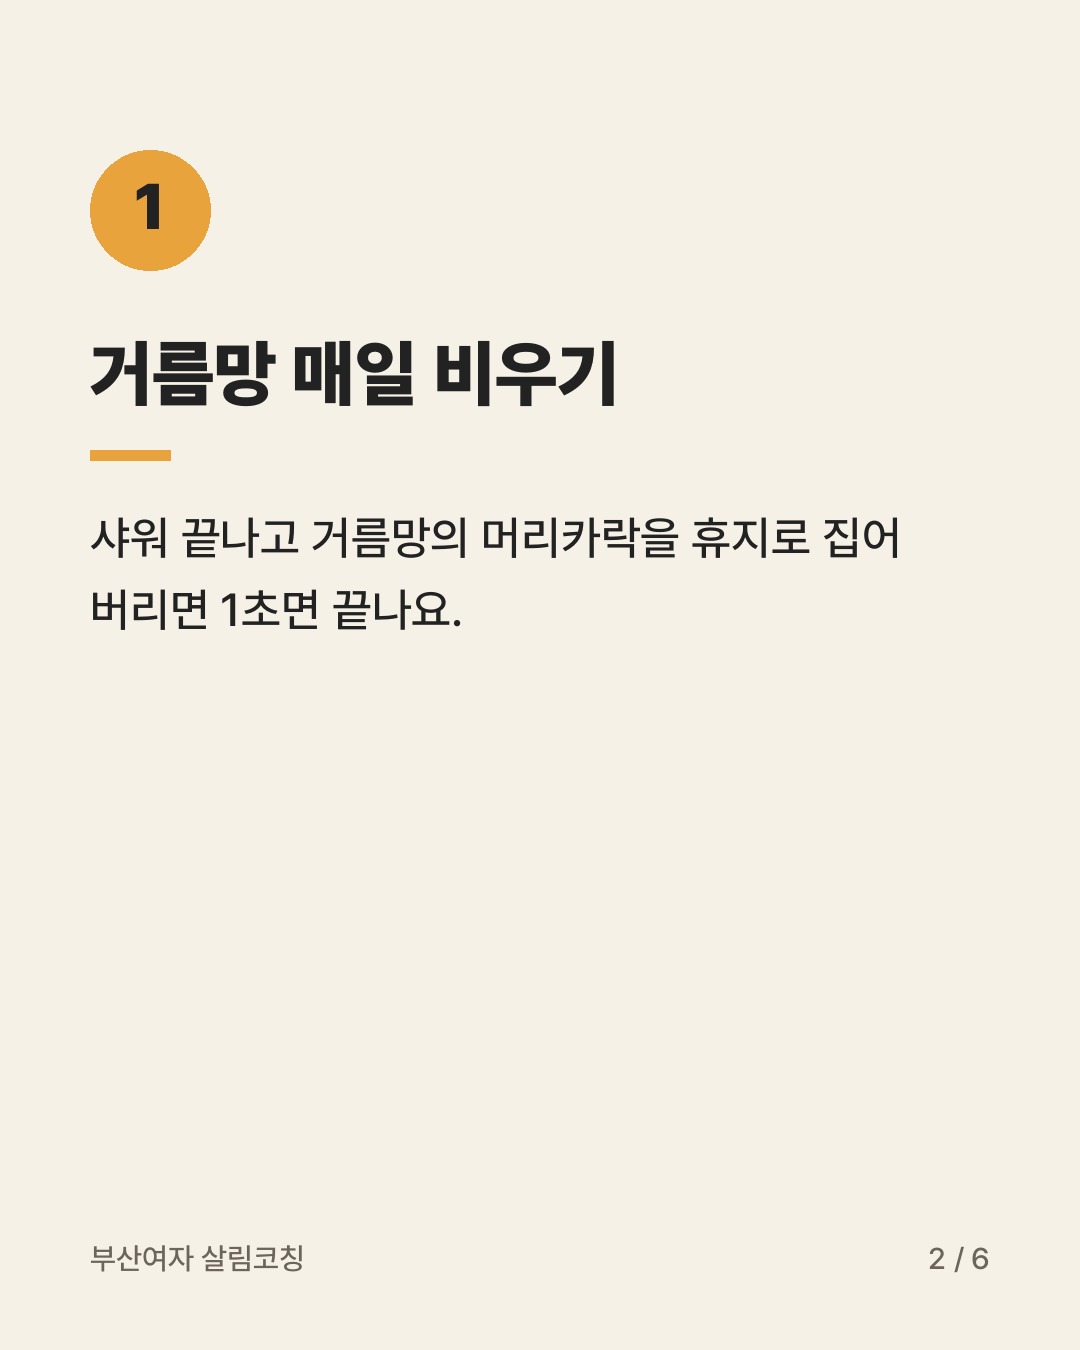 1
거름망 매일 비우기
샤워 끝나고 거름망의 머리카락을 휴지로 집어
버리면 1초면 끝나요.
부산여자 살림코칭
2 / 6